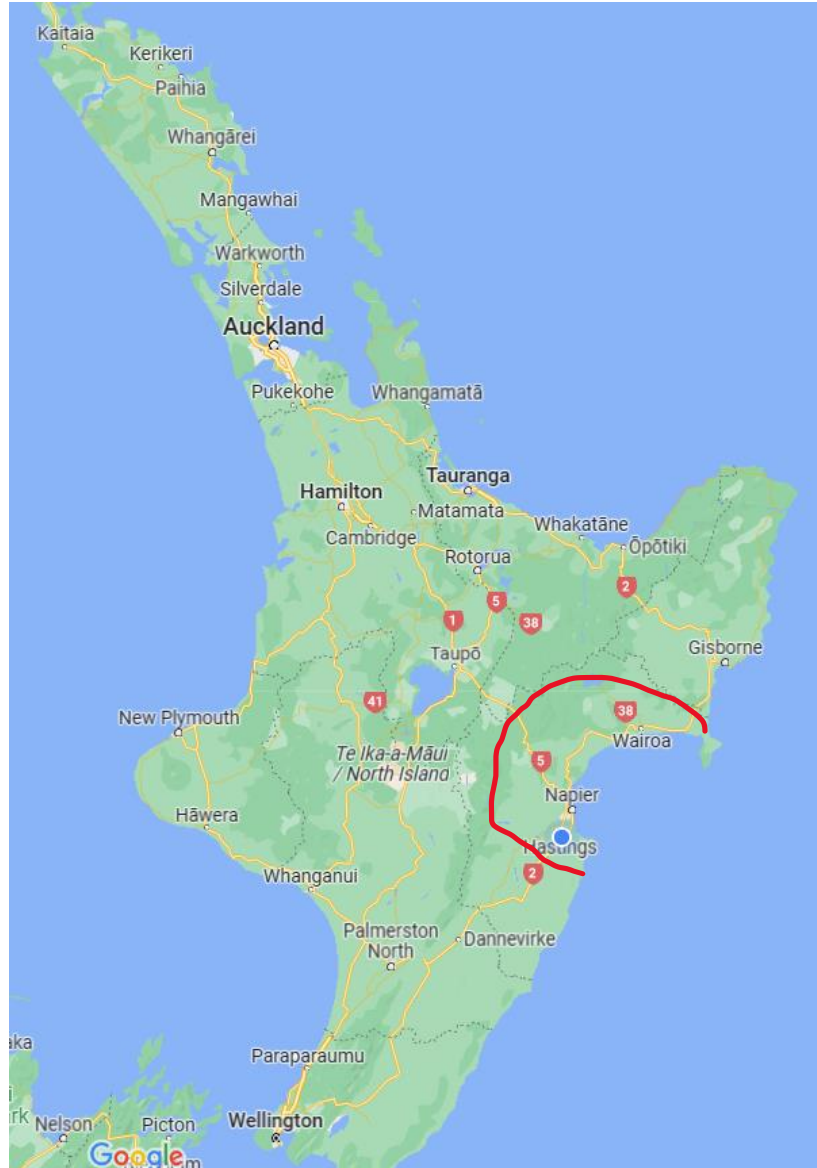 Kaitaia
Kerikeri
Paihia
Whangārei
Mangawhai
Warkworth
Silverdale
Auckland
Pukekohe
Whangamatā
Tauranga
Hamilton
Matamata
Cambridge
Whakatāne
Ōpōtiki
Rotorua
2
5
38
1
Gisborne
Taupō
41
38
New Plymouth
Wairoa
Te Ika-a-Māui
/ North Island
5
Napier
Hāwera
Hastings
2
Whanganui
Palmerston
North
Dannevirke
Paraparaumu
Nelson
Picton
Wellington
Google